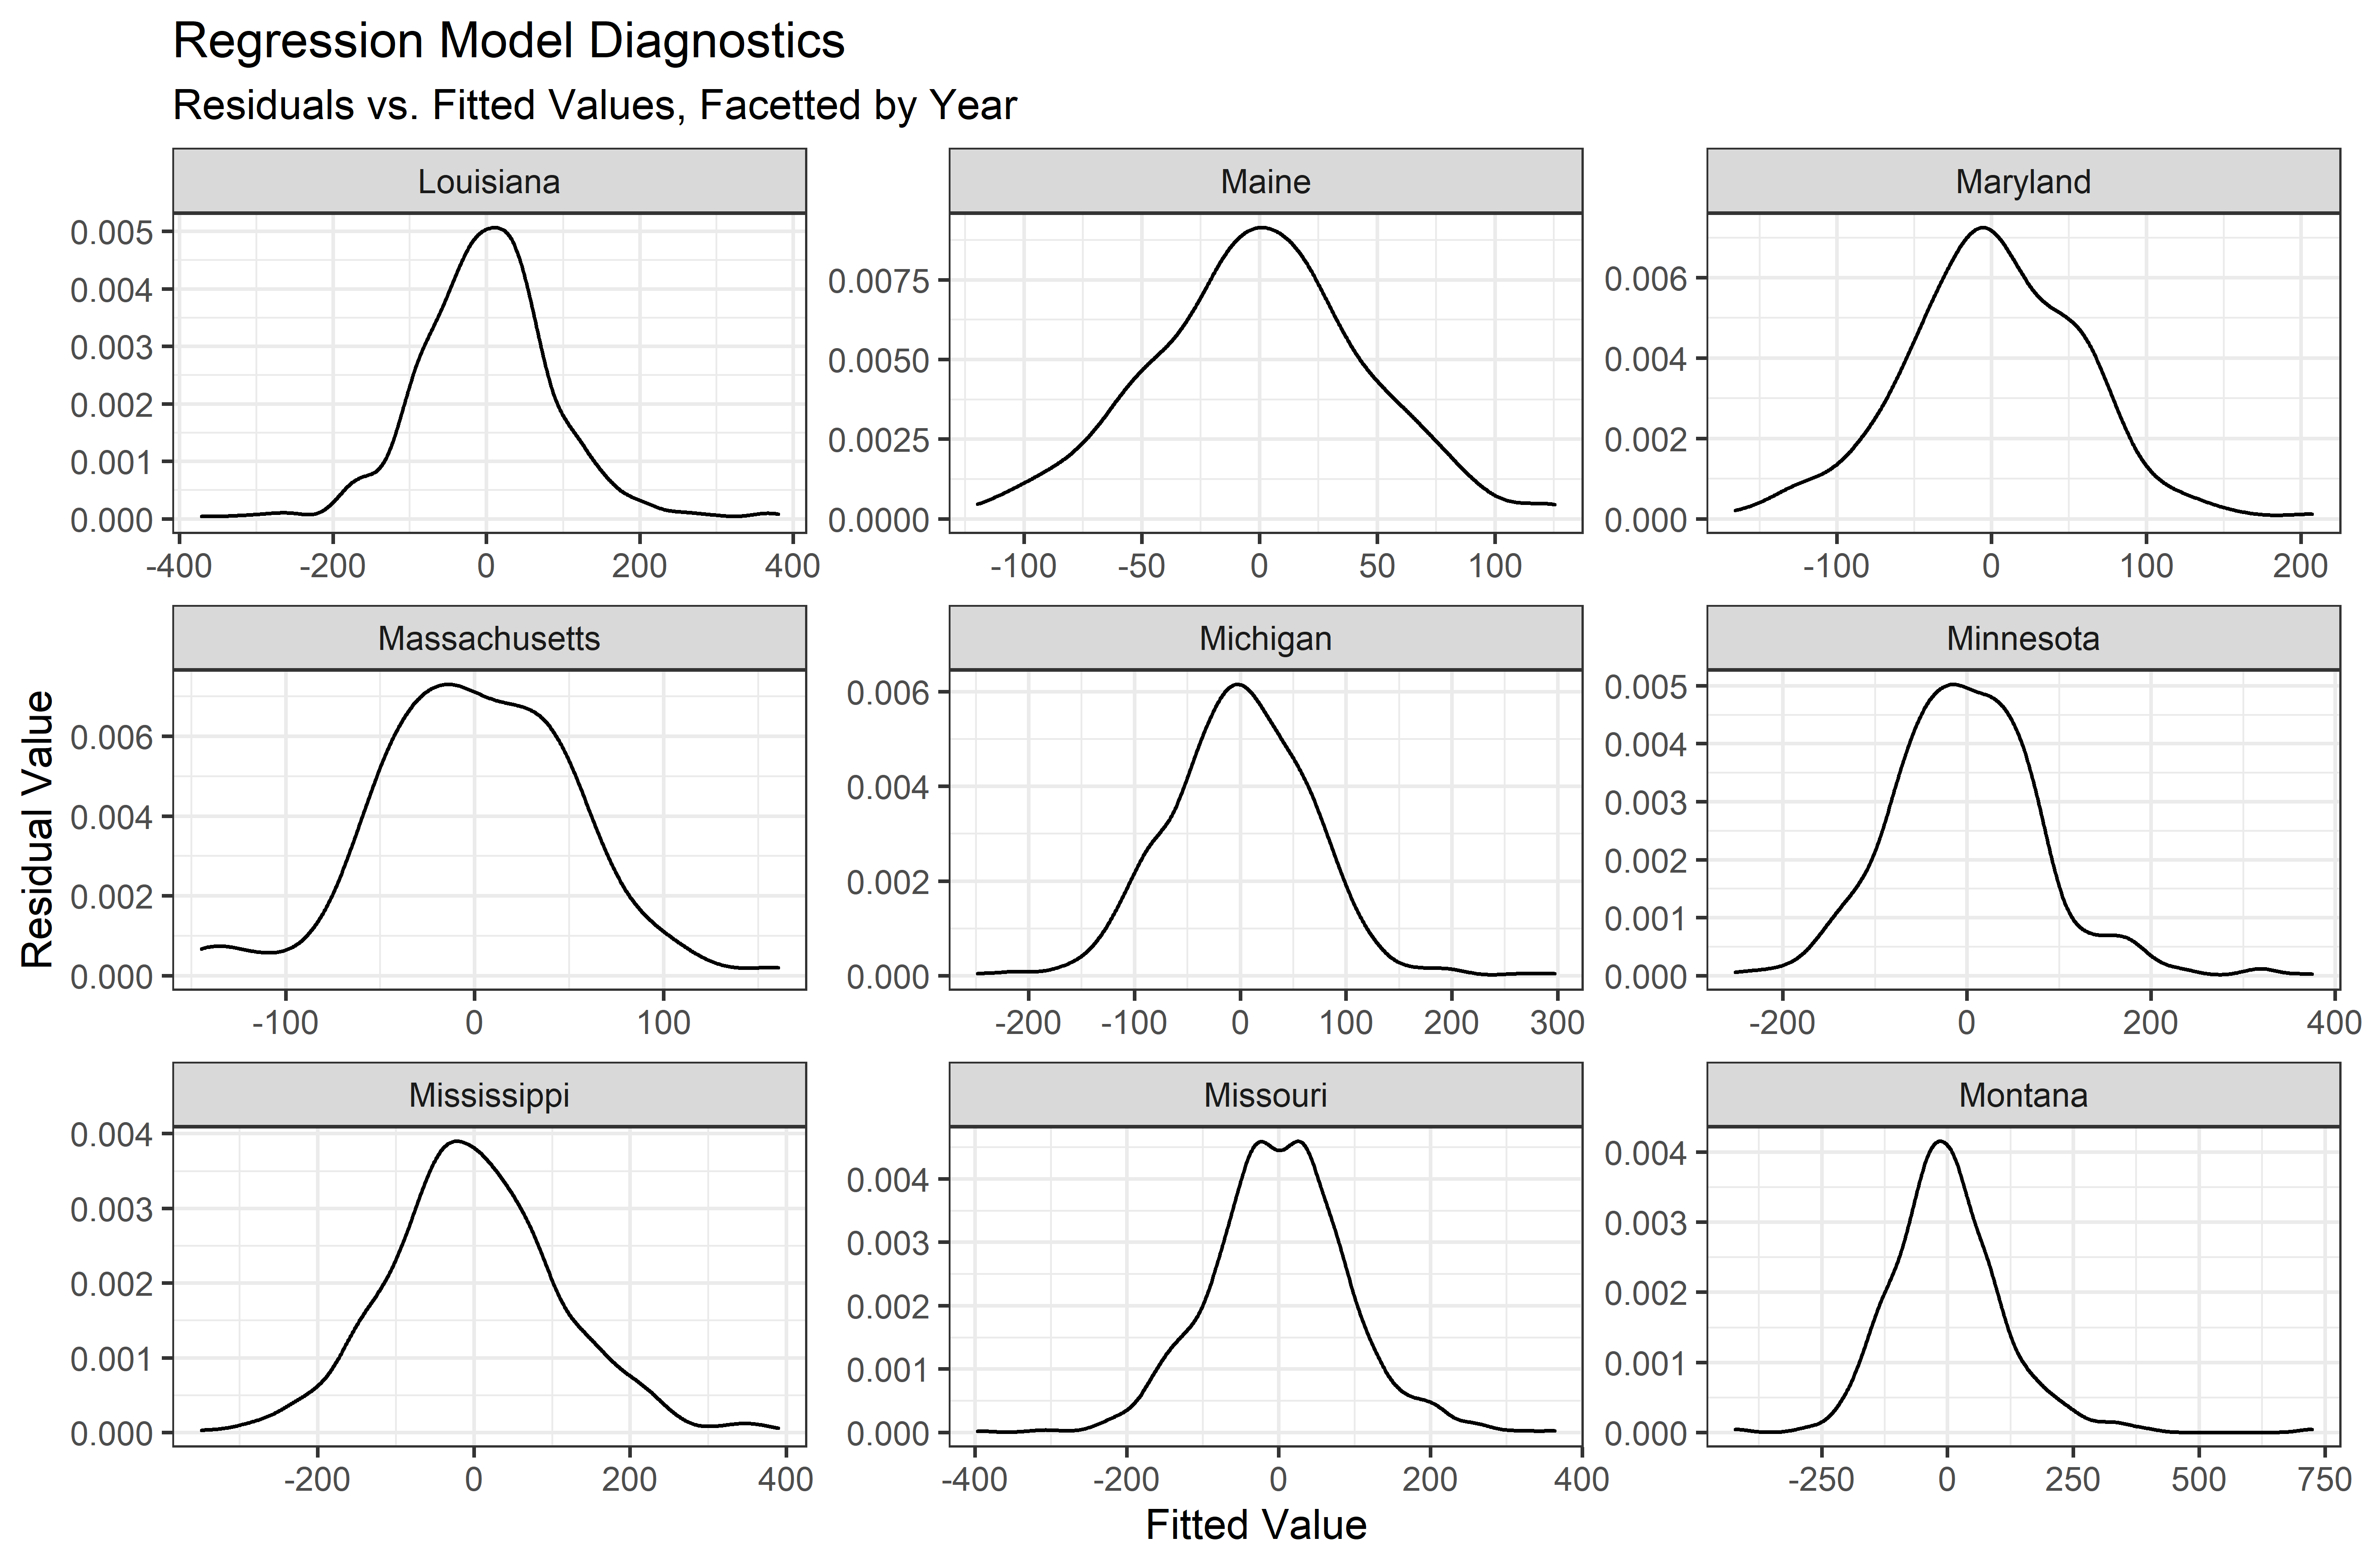 Regression Model Diagnostics
Residuals vs. Fitted Values, Facetted by Year
Louisiana
Maine
Maryland
0.005
0.004
0.003
0.002
0.001
0.000
-400 -200 0 200 400
0.0075
0.0050
0.0025
0.0000
-100 -50 0 50 100
0.006
0.004
0.002
0.000
-100 0 100 200
Massachusetts
Michigan
Minnesota
Residual Value
0.006
0.004
0.002
0.000
-100 0 100
0.006
0.004
0.002
0.000
-200 -100 0 100 200 300
0.005
0.004
0.003
0.002
0.001
0.000
-200 0 200 400
Mississippi
Missouri
Montana
0.004
0.003
0.002
0.001
0.000
-200 0 200 400
0.004
0.003
0.002
0.001
0.000
-400 -200 0 200 400
0.004
0.003
0.002
0.001
0.000
-250 0 250 500 750
Fitted Value